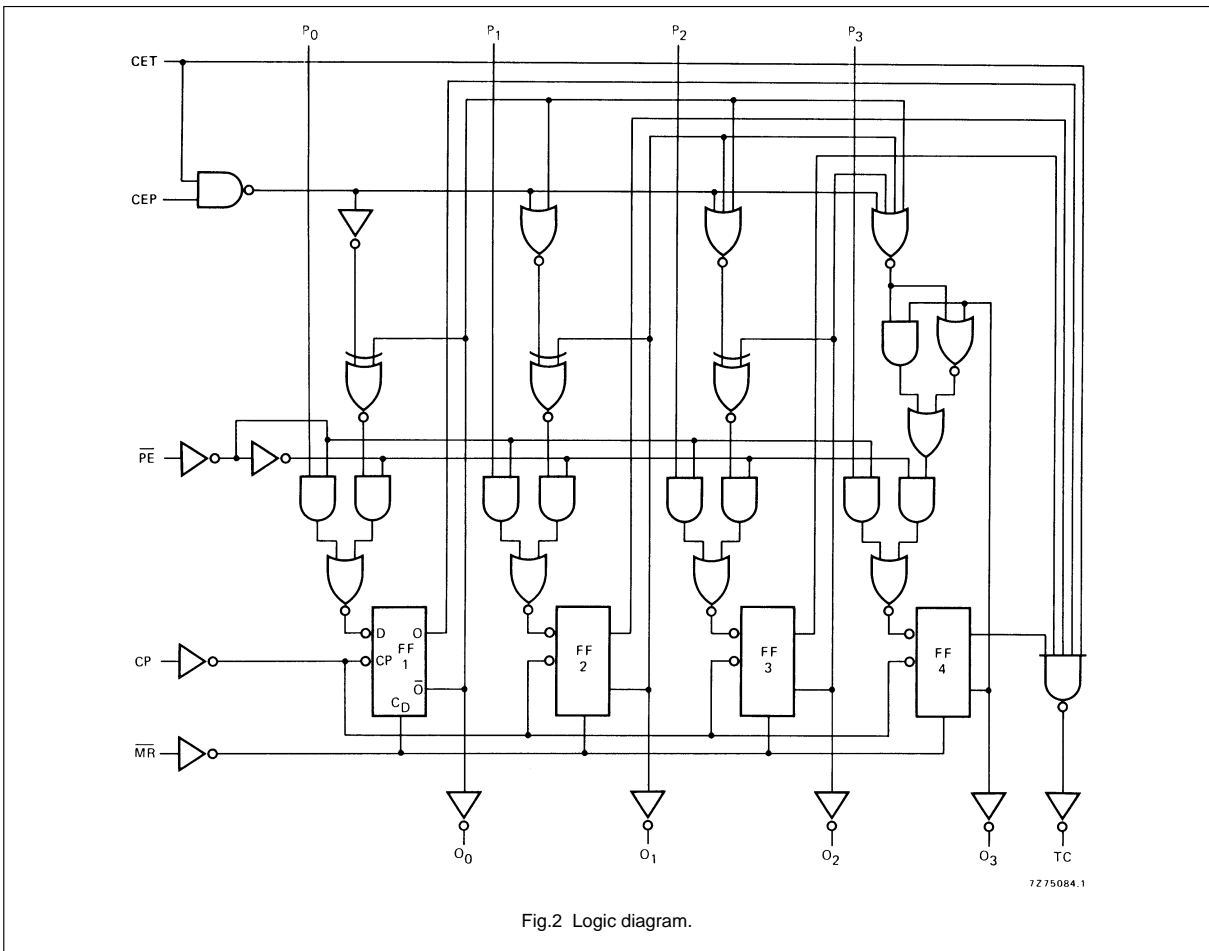 P0 P1 P2 P3
CET
CEP
PE
D O
FF 1
CP
O
CD
FF 2
FF 3
FF 4
CP
MR
O0 O1 O2 O3 TC
7Z75084.1
Fig.2 Logic diagram.